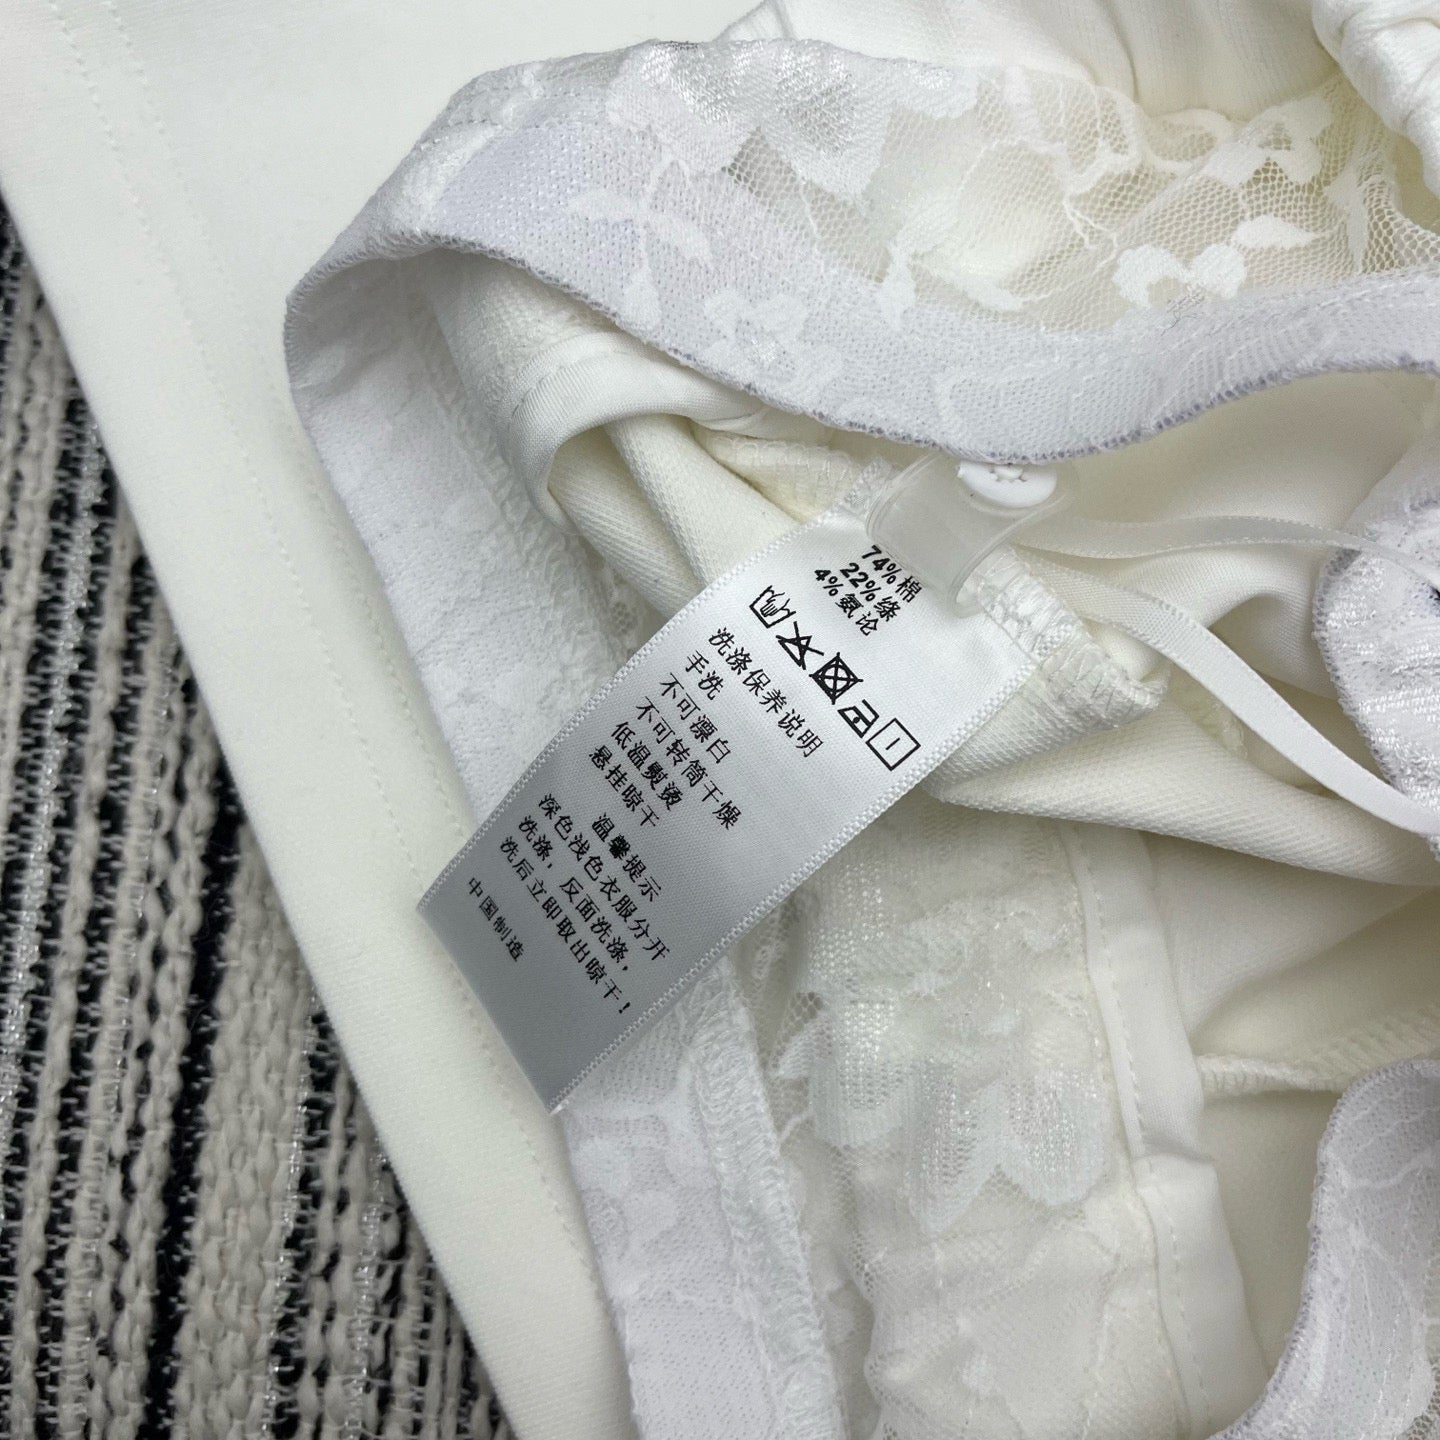 74%棉
22%绦
4%氨论
洗涤保养说明
手洗
不可漂白
不可转筒干燥
低温熨烫
悬挂晾干
温馨提示
深色浅色衣服分开
洗涤，反面洗涤，
洗后立即取出晾干！
中国制造